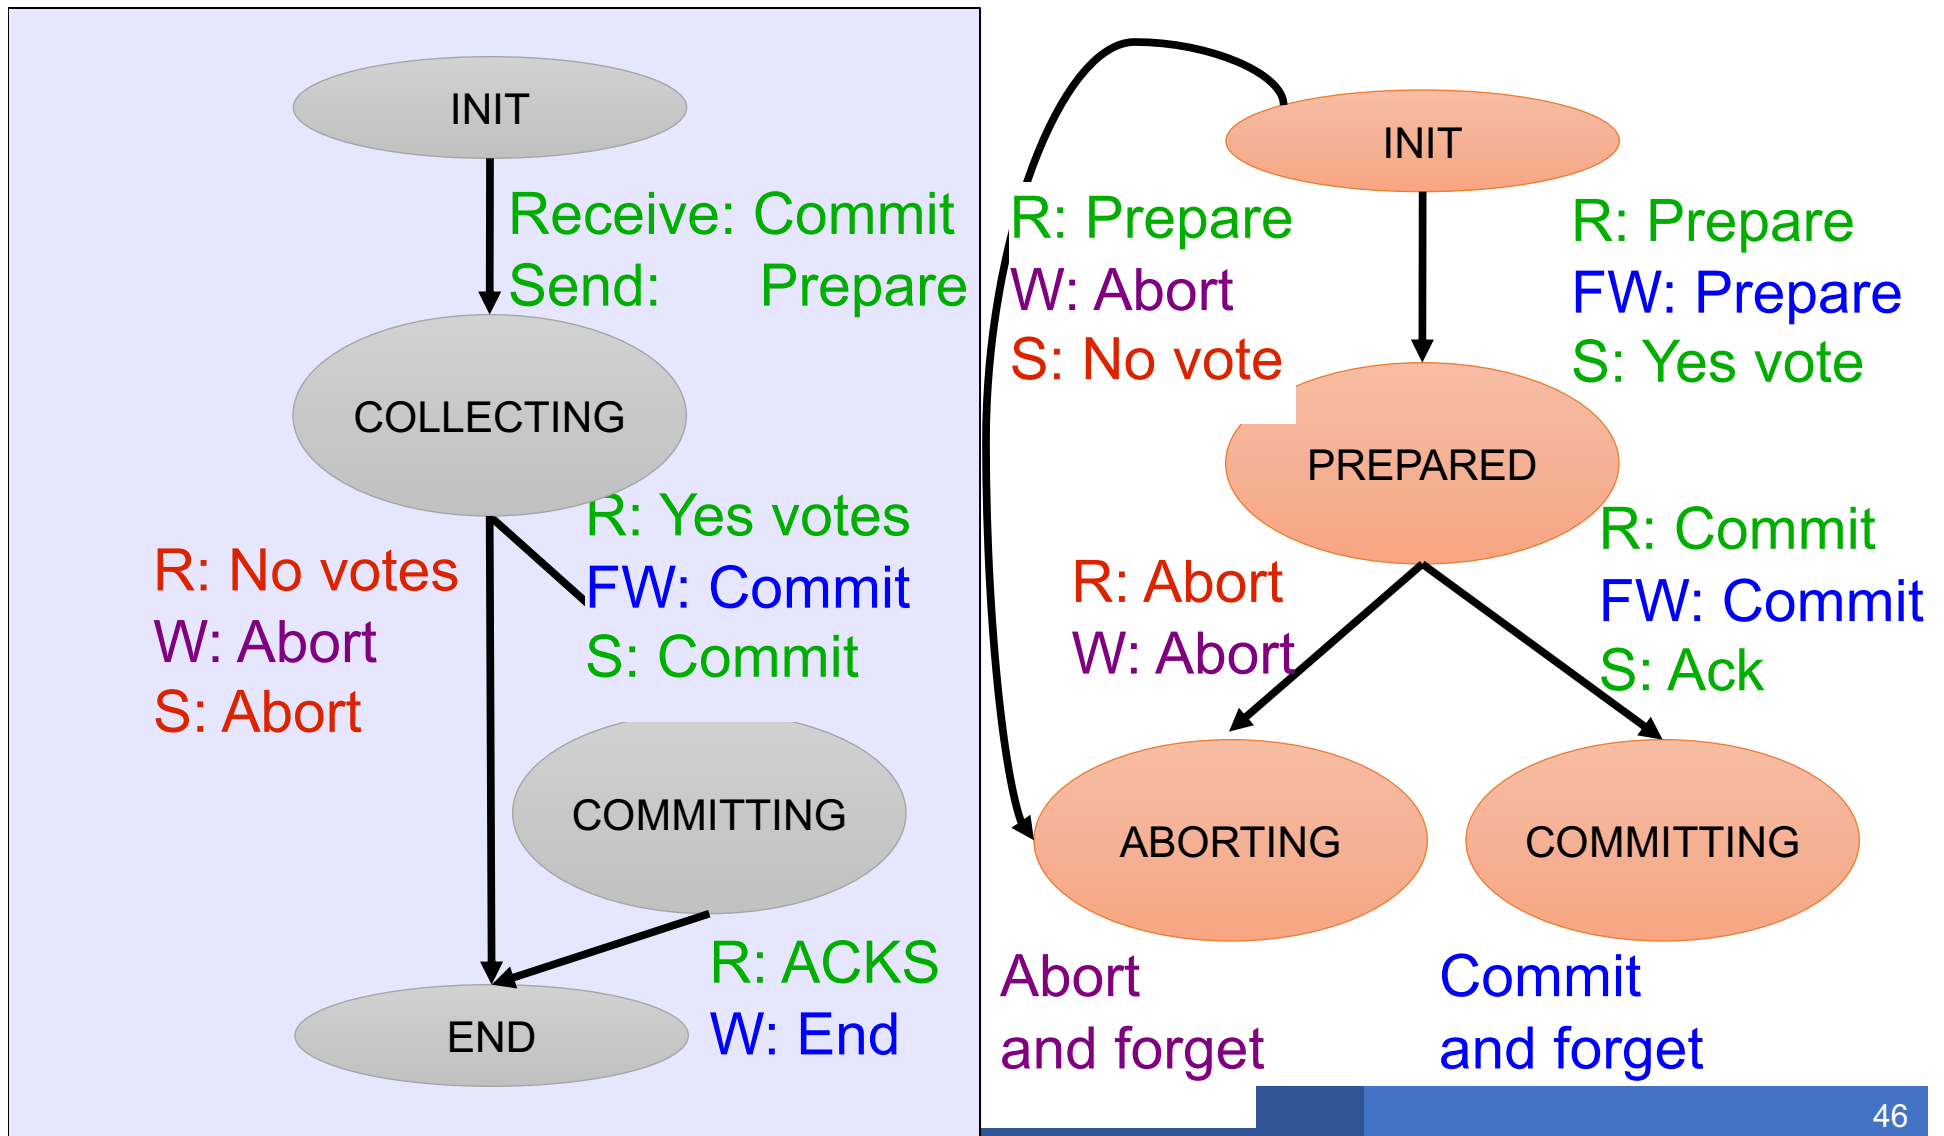 INIT
Receive: Commit
Send: Prepare
COLLECTING
R: Yes votes
FW: Commit
S: Commit
R: No votes
W: Abort
S: Abort
COMMITTING
R: ACKS
W: End
END
INIT
R: Prepare
W: Abort
S: No vote
R: Prepare
FW: Prepare
S: Yes vote
PREPARED
R: Abort
W: Abort
R: Commit
FW: Commit
S: Ack
ABORTING
COMMITTING
Abort
and forget
Commit
and forget
46